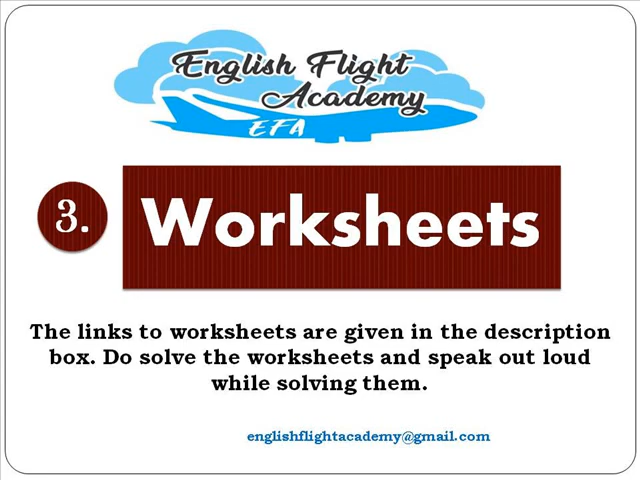 English Flight
Academy
EFA
3.
Worksheets
The links to worksheets are given in the description
box. Do solve the worksheets and speak out loud
while solving them.
englishflightacademy@gmail.com